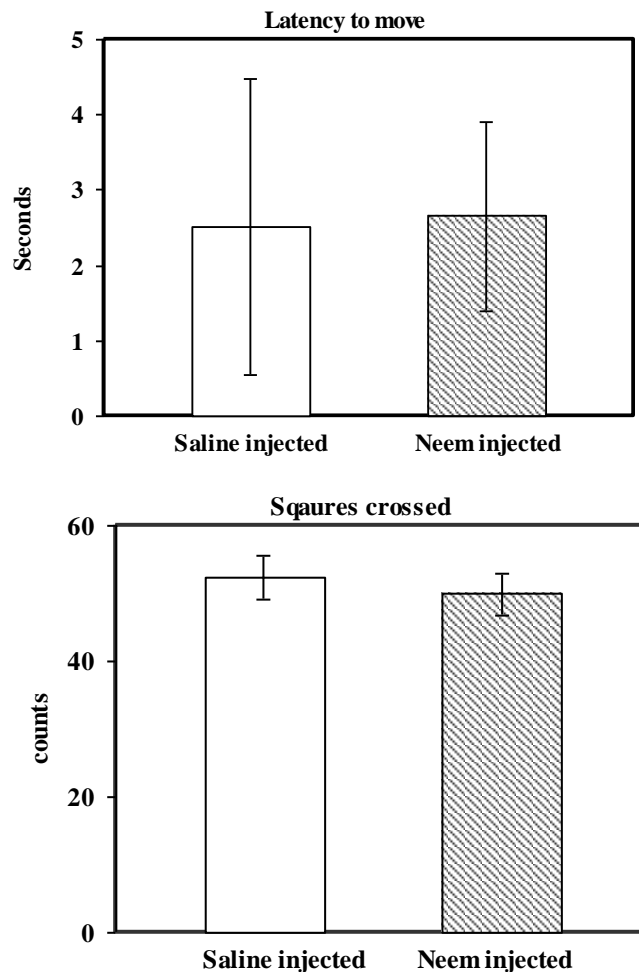 Latency to move
5
4
3
2
1
0
Seconds
Saline injected Neem injected
Sqaures crossed
60
40
20
0
counts
Saline injected Neem injected